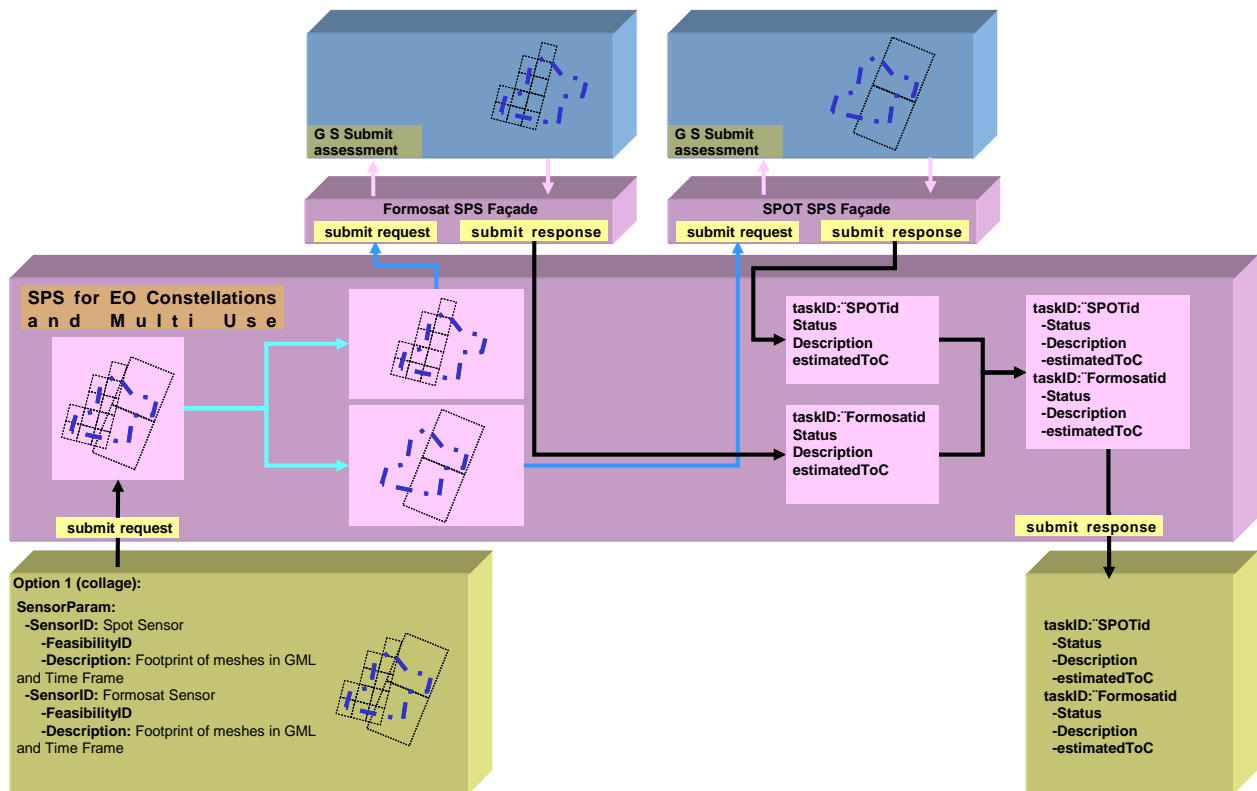 G S Submit
assessment
G S Submit
assessment
Formosat SPS Façade
submit request
submit response
SPOT SPS Façade
submit request
submit response
SPS for EO Constellations
and Multi Use
taskID:¨SPOTid
Status
Description
estimatedToC
taskID:¨Formosatid
Status
Description
estimatedToC
taskID:¨SPOTid
-Status
-Description
-estimatedToC
taskID:¨Formosatid
-Status
-Description
-estimatedToC
submit request
submit response
Option 1 (collage):
SensorParam:
-SensorID: Spot Sensor
-FeasibilityID
-Description: Footprint of meshes in GML
and Time Frame
-SensorID: Formosat Sensor
-FeasibilityID
-Description: Footprint of meshes in GML
and Time Frame
taskID:¨SPOTid
-Status
-Description
-estimatedToC
taskID:¨Formosatid
-Status
-Description
-estimatedToC